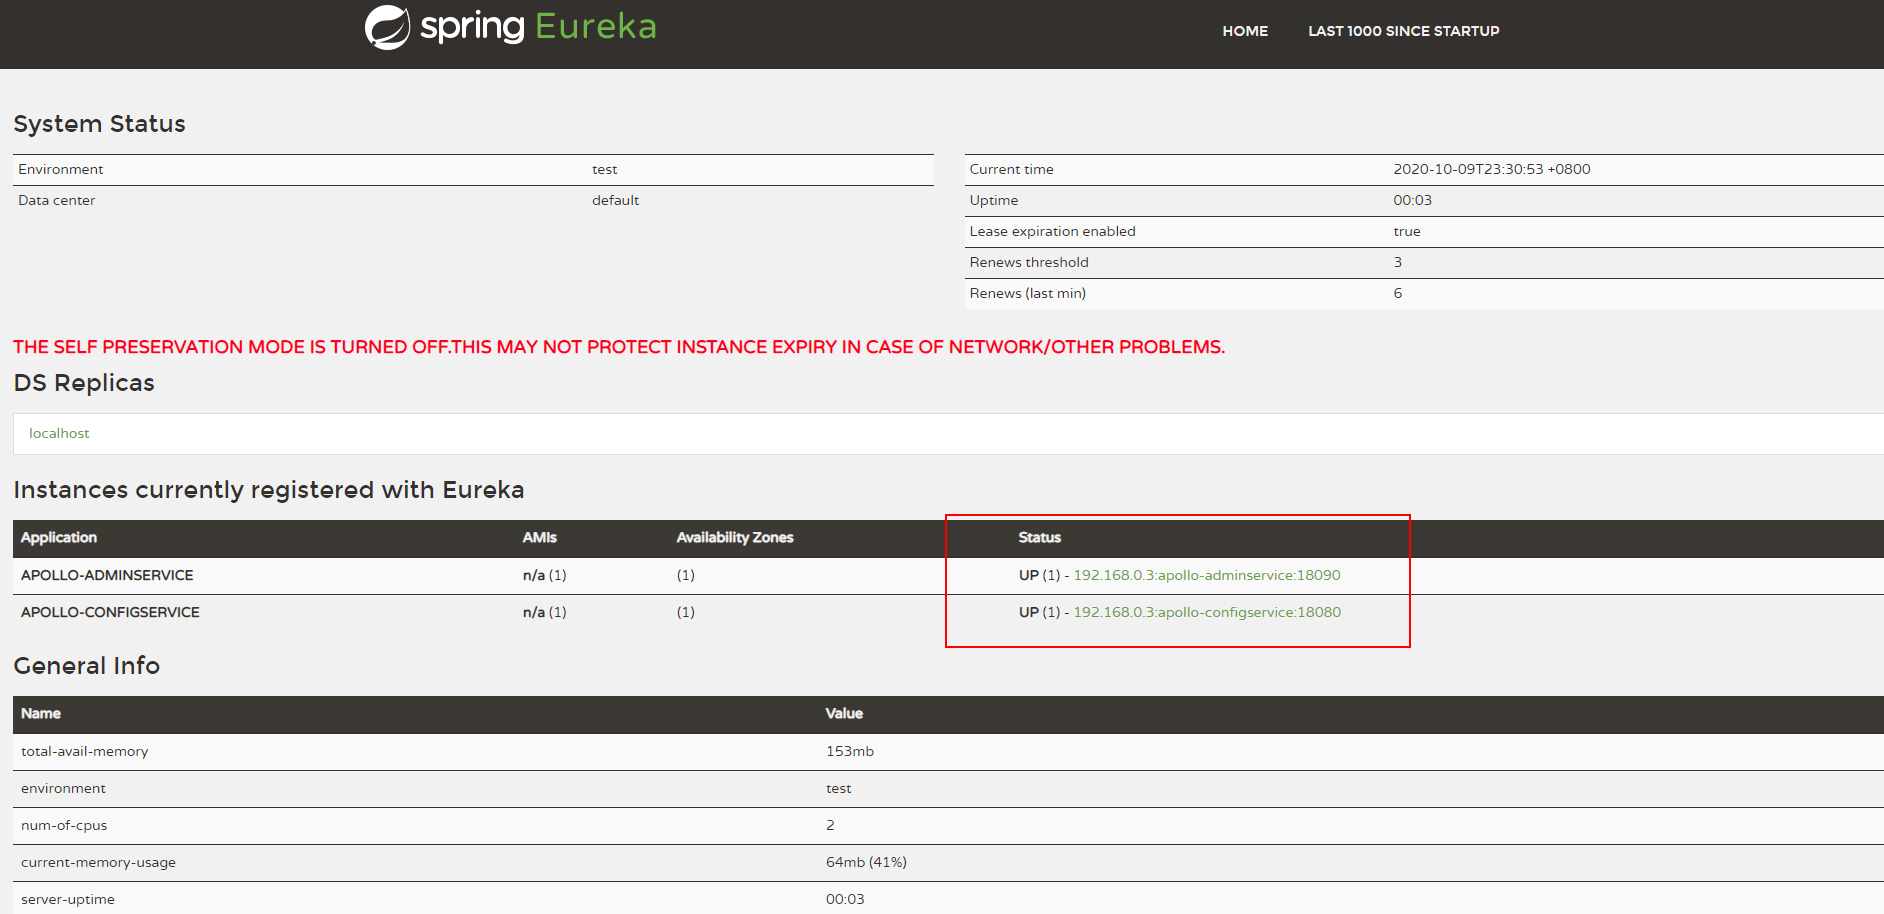 spring Eureka
HOME LAST 1000 SINCE STARTUP
System Status
Environment test
Data center default
Current time 2020-10-09T23:30:53 +0800
Uptime 00:03
Lease expiration enabled true
Renews threshold 3
Renews (last min) 6
THE SELF PRESERVATION MODE IS TURNED OFF.THIS MAY NOT PROTECT INSTANCE EXPIRY IN CASE OF NETWORK/OTHER PROBLEMS.
DS Replicas
localhost
Instances currently registered with Eureka
Application AMIs Availability Zones Status
APOLLO-ADMINSERVICE n/a (1) (1) UP (1) - 192.168.0.3:apollo-adminservice:18090
APOLLO-CONFIGSERVICE n/a (1) (1) UP (1) - 192.168.0.3:apollo-configservice:18080
General Info
Name Value
total-avail-memory 153mb
environment test
num-of-cpus 2
current-memory-usage 64mb (41%)
server-uptime 00:03